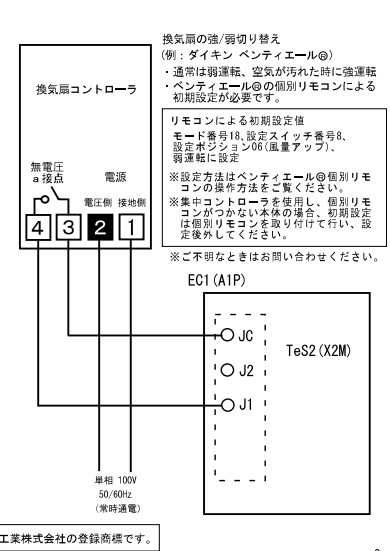 換気扇の強/弱切り替え
(例：ダイキン ベンティエール®)
・通常は弱運転、空気が汚れた時に強運転
・ベンティエール®の個別リモコンによる
初期設定が必要です。
リモコンによる初期設定値
モード番号18,設定スイッチ番号8、
設定ポジション06(風量アップ)、
弱運転に設定
※設定方法はベンティエール®個別リモ
コンの操作方法をご覧ください。
※集中コントローラを使用し、個別リモ
コンがつかない本体の場合、初期設定
は個別リモコンを取り付けて行い、設
定後外してください。
※ご不明なときはお問い合わせください。
換気扇コントローラ
無電圧
a接点
電源
電圧側 接地側
4 3 2 1
EC1(A1P)
JC
J2
J1
TeS2(X2M)
単相 100V
50/60Hz
(常時通電)
工業株式会社の登録商標です。